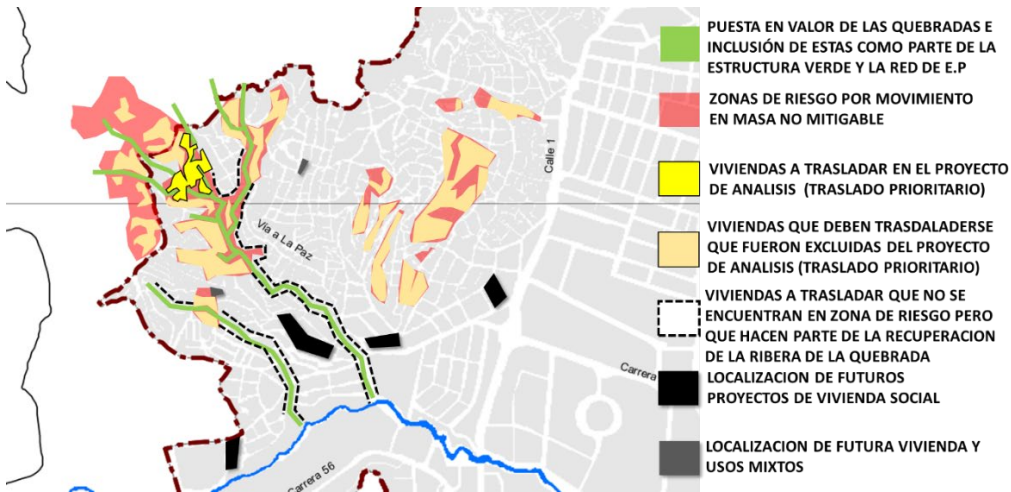 PUESTA EN VALOR DE LAS QUEBRADAS E
INCLUSIÓN DE ESTAS COMO PARTE DE LA
ESTRUCTURA VERDE Y LA RED DE E.P
ZONAS DE RIESGO POR MOVIMIENTO
EN MASA NO MITIGABLE
VIVIENDAS A TRASLADAR EN EL PROYECTO
DE ANALISIS (TRASLADO PRIORITARIO)
VIVIENDAS QUE DEBEN TRASDALADERSE
QUE FUERON EXCLUIDAS DEL PROYECTO
DE ANALISIS (TRASLADO PRIORITARIO)
VIVIENDAS A TRASLADAR QUE NO SE
ENCUENTRAN EN ZONA DE RIESGO PERO
QUE HACEN PARTE DE LA RECUPERACION
DE LA RIBERA DE LA QUEBRADA
LOCALIZACION DE FUTUROS
PROYECTOS DE VIVIENDA SOCIAL
LOCALIZACION DE FUTURA VIVIENDA Y
USOS MIXTOS
Calle 1
Via a La Paz
Carrera
Carrera 56